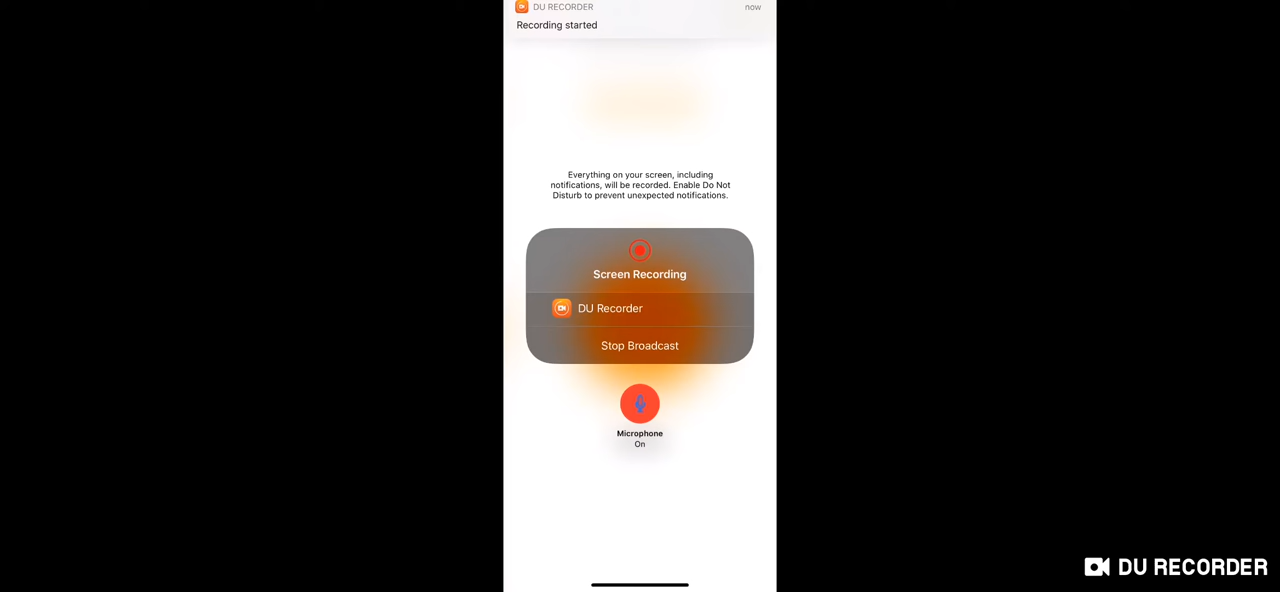 DU RECORDER now
Recording started
Everything on your screen, including
notifications, will be recorded. Enable Do Not
Disturb to prevent unexpected notifications.
Screen Recording
DU Recorder
Stop Broadcast
Microphone
On
DU RECORDER